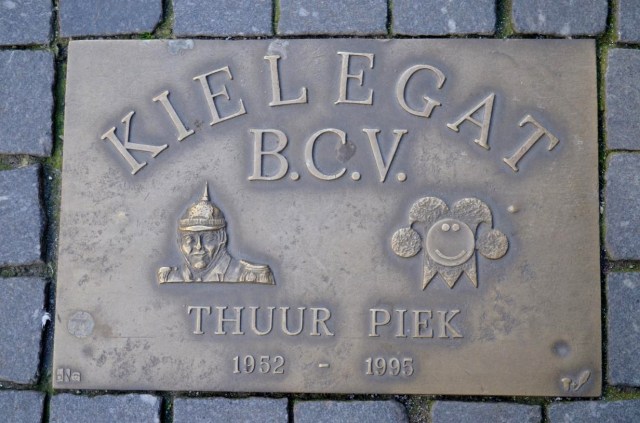 KIELEGAT
B.C.V.
THUUR PIEK
1952 - 1995